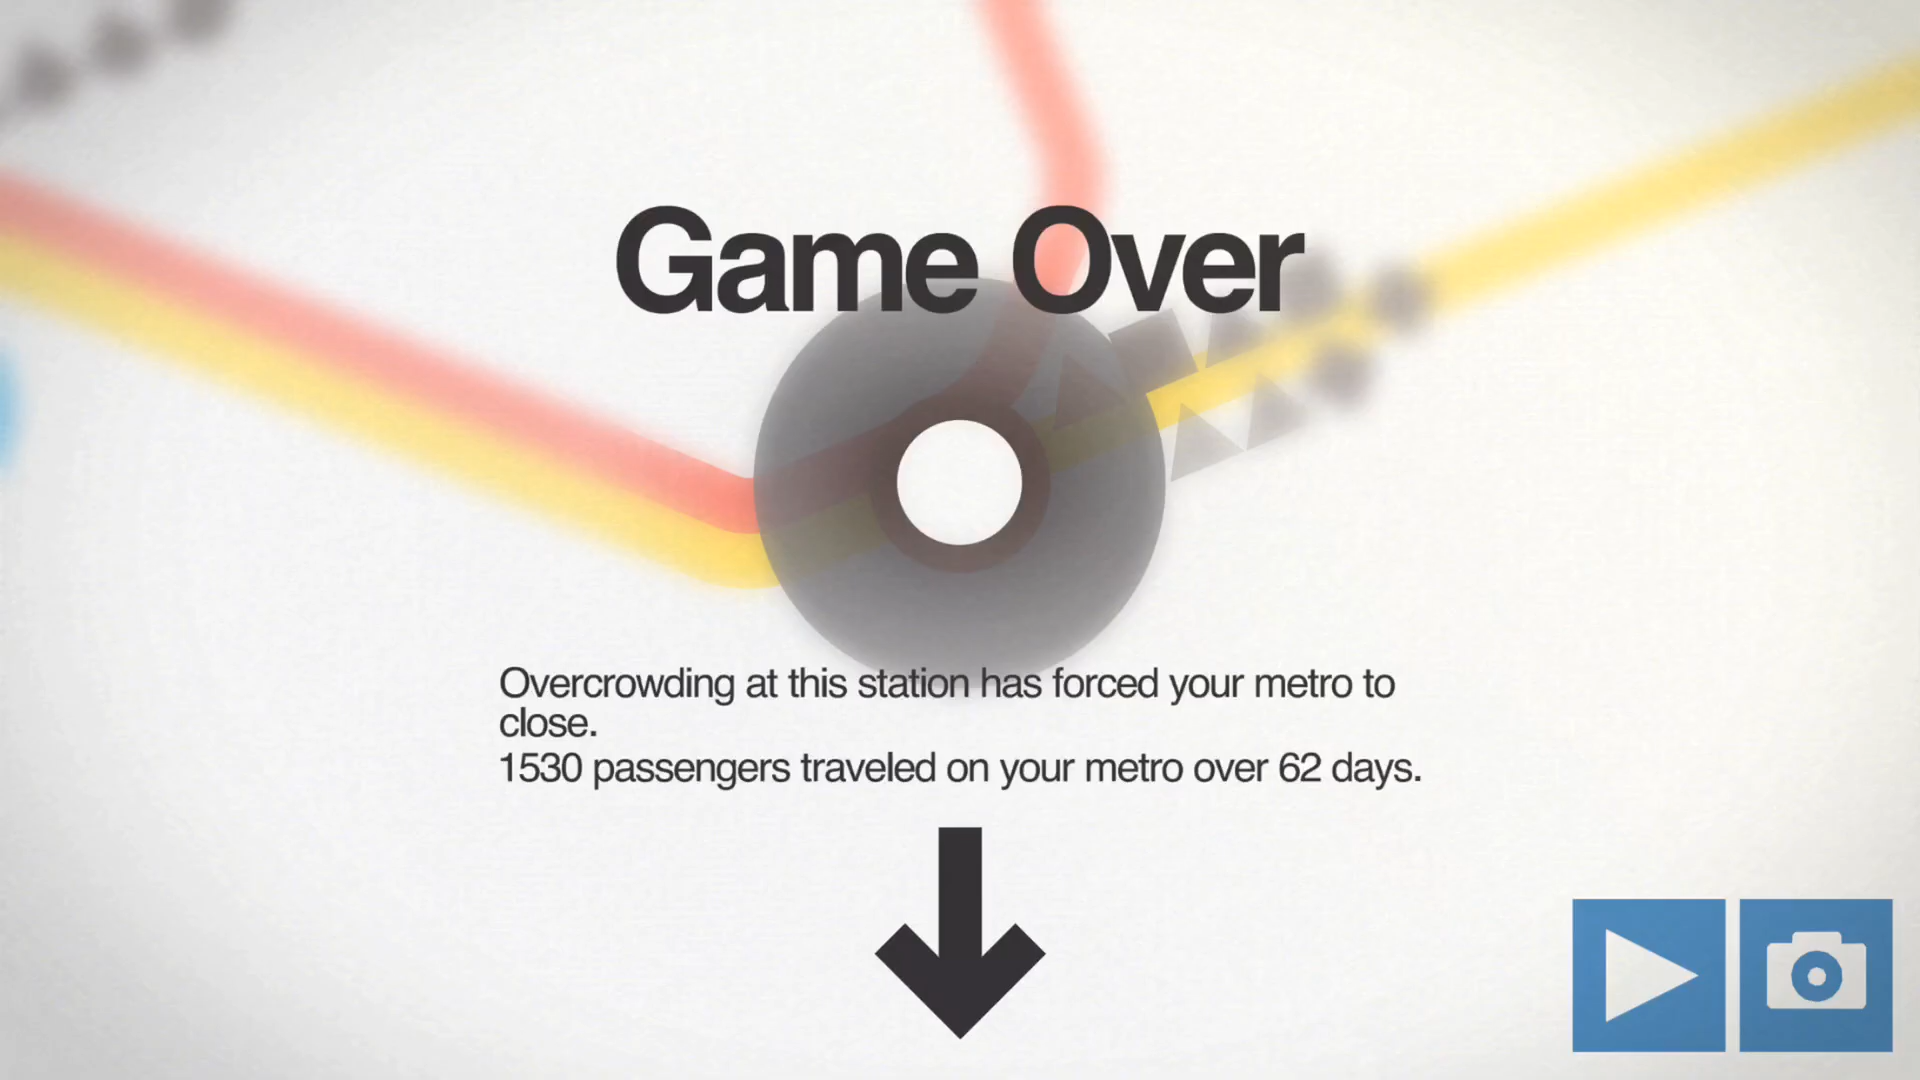 Game Over
Overcrowding at this station has forced your metro to
close.
1530 passengers traveled on your metro over 62 days.